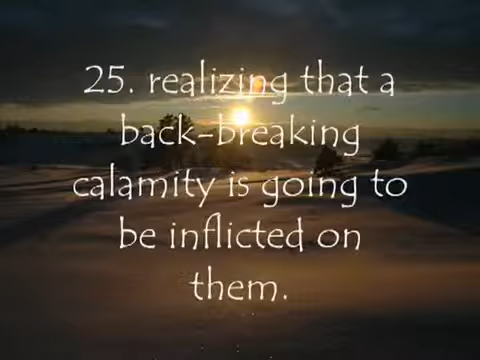 25. realizing that a
back-breaking
calamity is going to
be inflicted on
them.